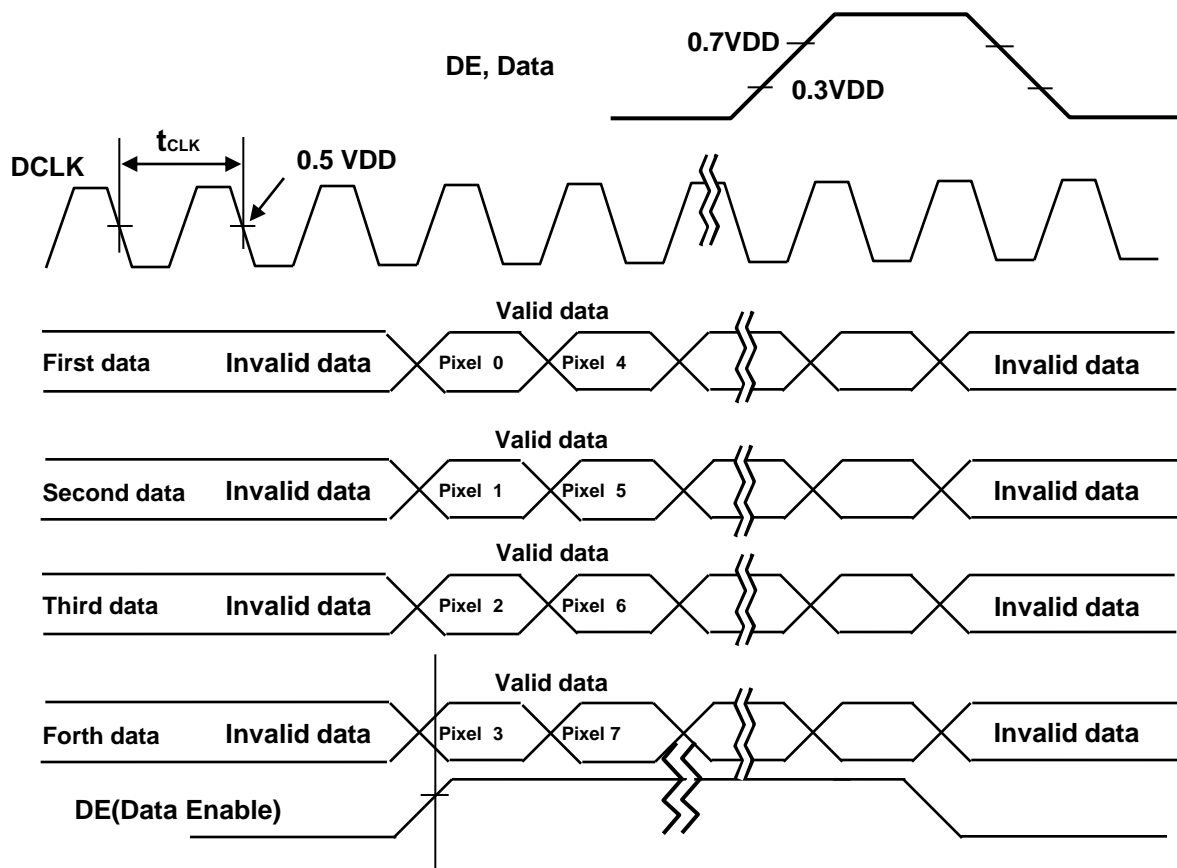 0.7VDD
DE, Data
0.3VDD
tCLK
0.5 VDD
DCLK
Valid data
First data Invalid data Pixel 0 Pixel 4 Invalid data
Valid data
Second data Invalid data Pixel 1 Pixel 5 Invalid data
Valid data
Third data Invalid data Pixel 2 Pixel 6 Invalid data
Valid data
Forth data Invalid data Pixel 3 Pixel 7 Invalid data
DE(Data Enable)